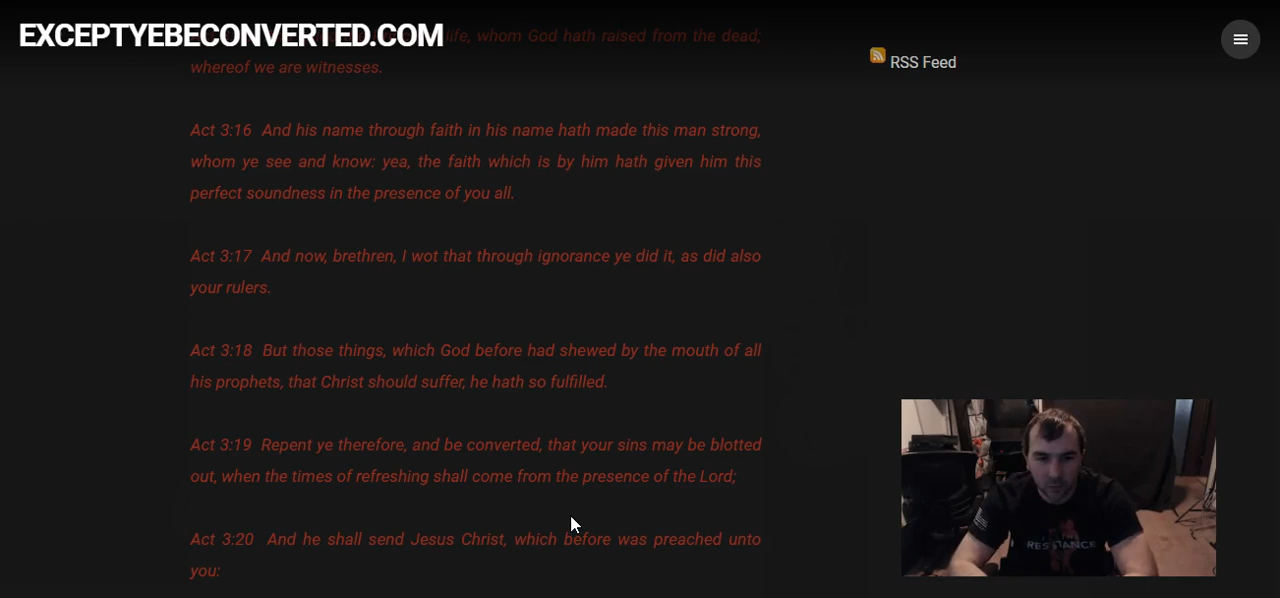 EXCEPTYEBECONVERTED.COM
life, whom God hath raised from the dead;
whereof we are witnesses.
RSS Feed
Act 3:16 And his name through faith in his name hath made this man strong,
whom ye see and know: yea, the faith which is by him hath given him this
perfect soundness in the presence of you all.
Act 3:17 And now, brethren, I wot that through ignorance ye did it, as did also
your rulers.
Act 3:18 But those things, which God before had shewed by the mouth of all
his prophets, that Christ should suffer, he hath so fulfilled.
Act 3:19 Repent ye therefore, and be converted, that your sins may be blotted
out, when the times of refreshing shall come from the presence of the Lord;
Act 3:20 And he shall send Jesus Christ, which before was preached unto
you:
RESISTANCE